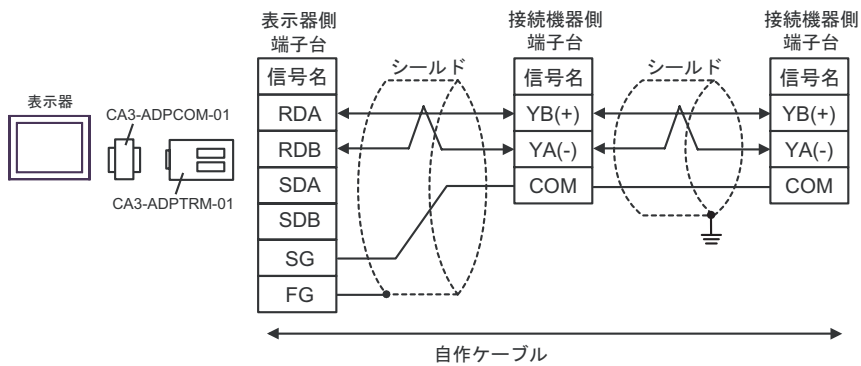 表示器
CA3-ADPCOM-01
CA3-ADPTRM-01
表示器側
端子台
信号名
RDA
RDB
SDA
SDB
SG
FG
シールド
接続機器側
端子台
信号名
YB(+)
YA(-)
COM
シールド
接続機器側
端子台
信号名
YB(+)
YA(-)
COM
自作ケーブル